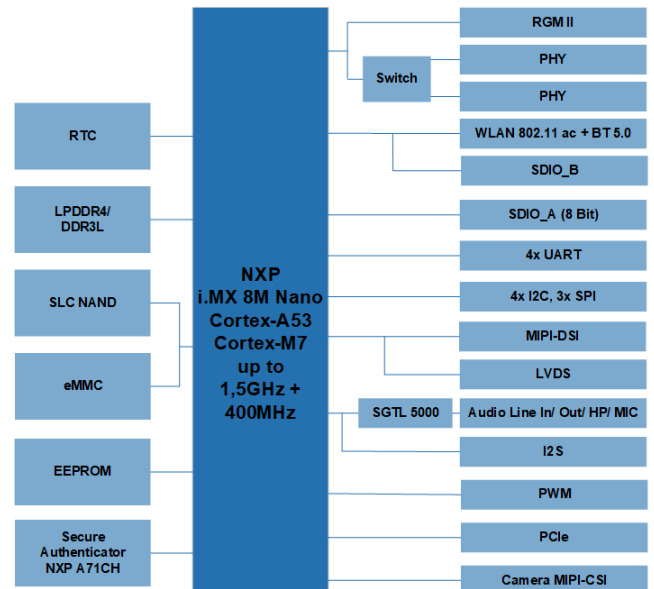 RTC
LPDDR4/
DDR3L
SLC NAND
eMMC
EEPROM
Secure
Authenticator
NXP A71CH
NXP
i.MX 8M Nano
Cortex-A53
Cortex-M7
up to
1,5GHz +
400MHz
RGM II
Switch
PHY
PHY
WLAN 802.11 ac + BT 5.0
SDIO_B
SDIO_A (8 Bit)
4x UART
4x I2C, 3x SPI
MIPI-DSI
LVDS
SGTL 5000
Audio Line In/ Out/ HP/ MIC
I2S
PWM
PCIe
Camera MIPI-CSI